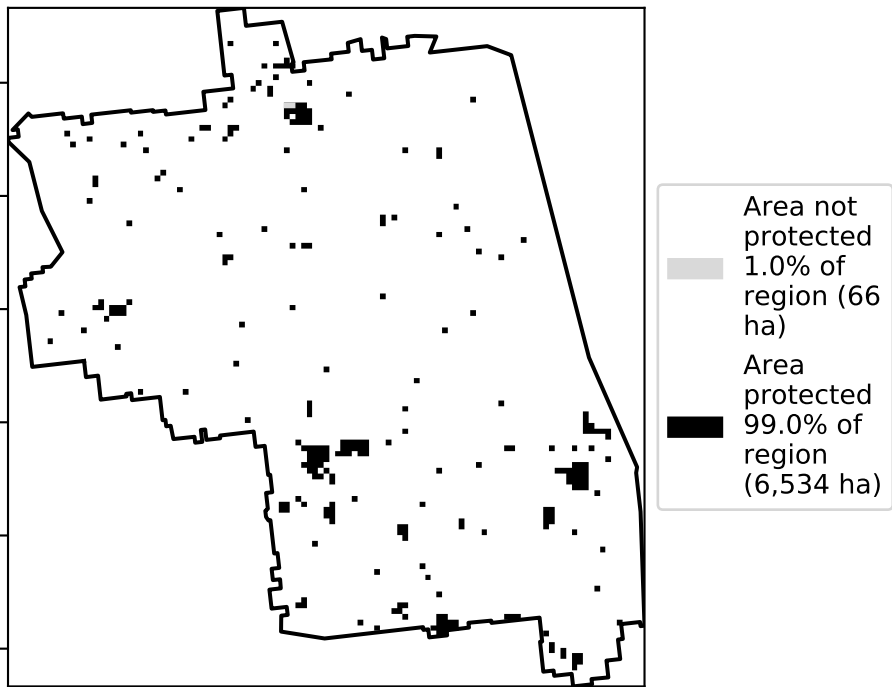 Area not
protected
1.0% of
region (66
ha)
Area
protected
99.0% of
region
(6,534 ha)